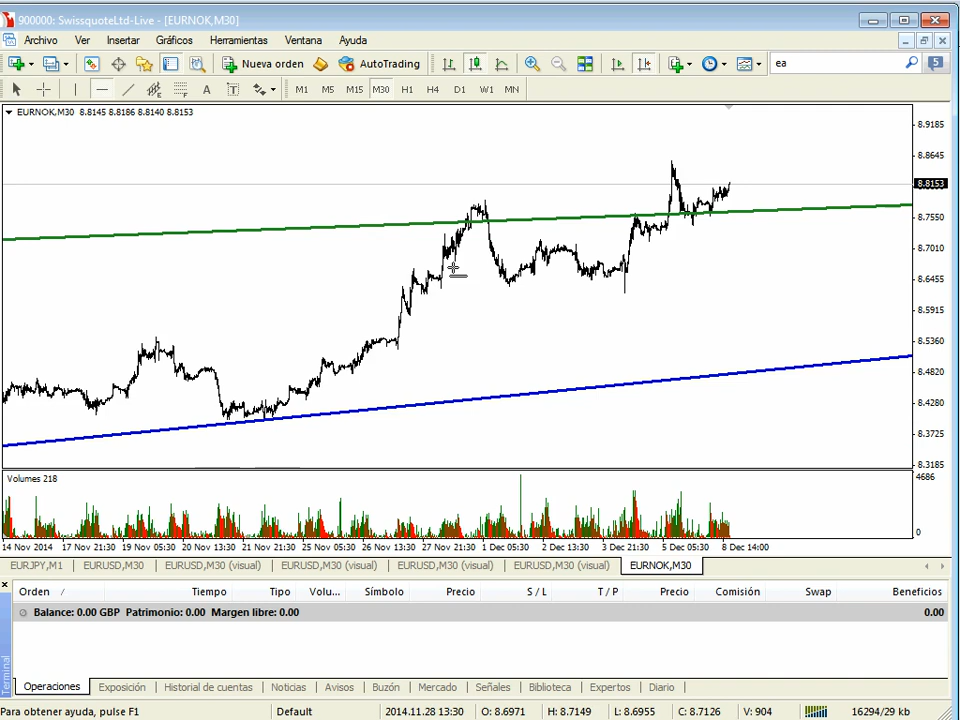 900000: SwissquoteLtd-Live - [EURNOK,M30]
Archivo Ver Insertar Gráficos Herramientas Ventana Ayuda
Nueva orden AutoTrading ea 5
A T M1 M5 M15 M30 H1 H4 D1 W1 MN
EURNOK,M30 8.8145 8.8186 8.8140 8.8153
8.9185
8.8645
8.8153
8.7550
8.7010
8.6455
8.5915
8.5360
8.4820
8.4280
8.3725
8.3185
Volumes 218
4686
0
14 Nov 2014 17 Nov 21:30 19 Nov 05:30 20 Nov 13:30 21 Nov 21:30 25 Nov 05:30 26 Nov 13:30 27 Nov 21:30 1 Dec 05:30 2 Dec 13:30 3 Dec 21:30 5 Dec 05:30 8 Dec 14:00
EURJPY,M1 EURUSD,M30 EURUSD,M30 (visual) EURUSD,M30 (visual) EURUSD,M30 (visual) EURUSD,M30 (visual) EURNOK,M30
Orden / Tiempo Tipo Volu... Símbolo Precio S / L T / P Precio Comisión Swap Beneficios
Balance: 0.00 GBP Patrimonio: 0.00 Margen libre: 0.00 0.00
Terminal
Operaciones Exposición Historial de cuentas Noticias Avisos Buzón Mercado Señales Biblioteca Expertos Diario
Para obtener ayuda, pulse F1 Default 2014.11.28 13:30 O: 8.6971 H: 8.7149 L: 8.6955 C: 8.7126 V: 904 16294/29 kb